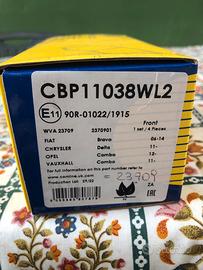 CBP11038WL2
E11 90R-01022/1915
WVA 23709 2370901
Front
1 set / 4 Pieces
FIAT Bravo 06-14
CHRYSLER Delta 11-
OPEL Combo 12-
VAUXHALL Combo 11-
www.comline.uk.com
= 23709
ZA